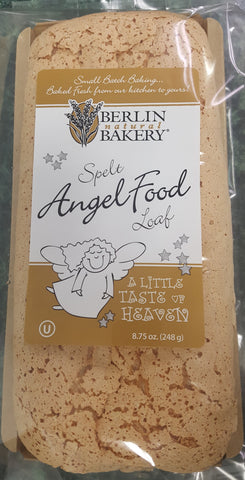 Small Batch Baking...
Baked Fresh from our kitchen to yours!
BERLIN
natural
BAKERY®
Spelt
Angel Food
Loaf
A LITTLE
TASTE OF
HEAVEN
8.75 oz. (248 g)
U